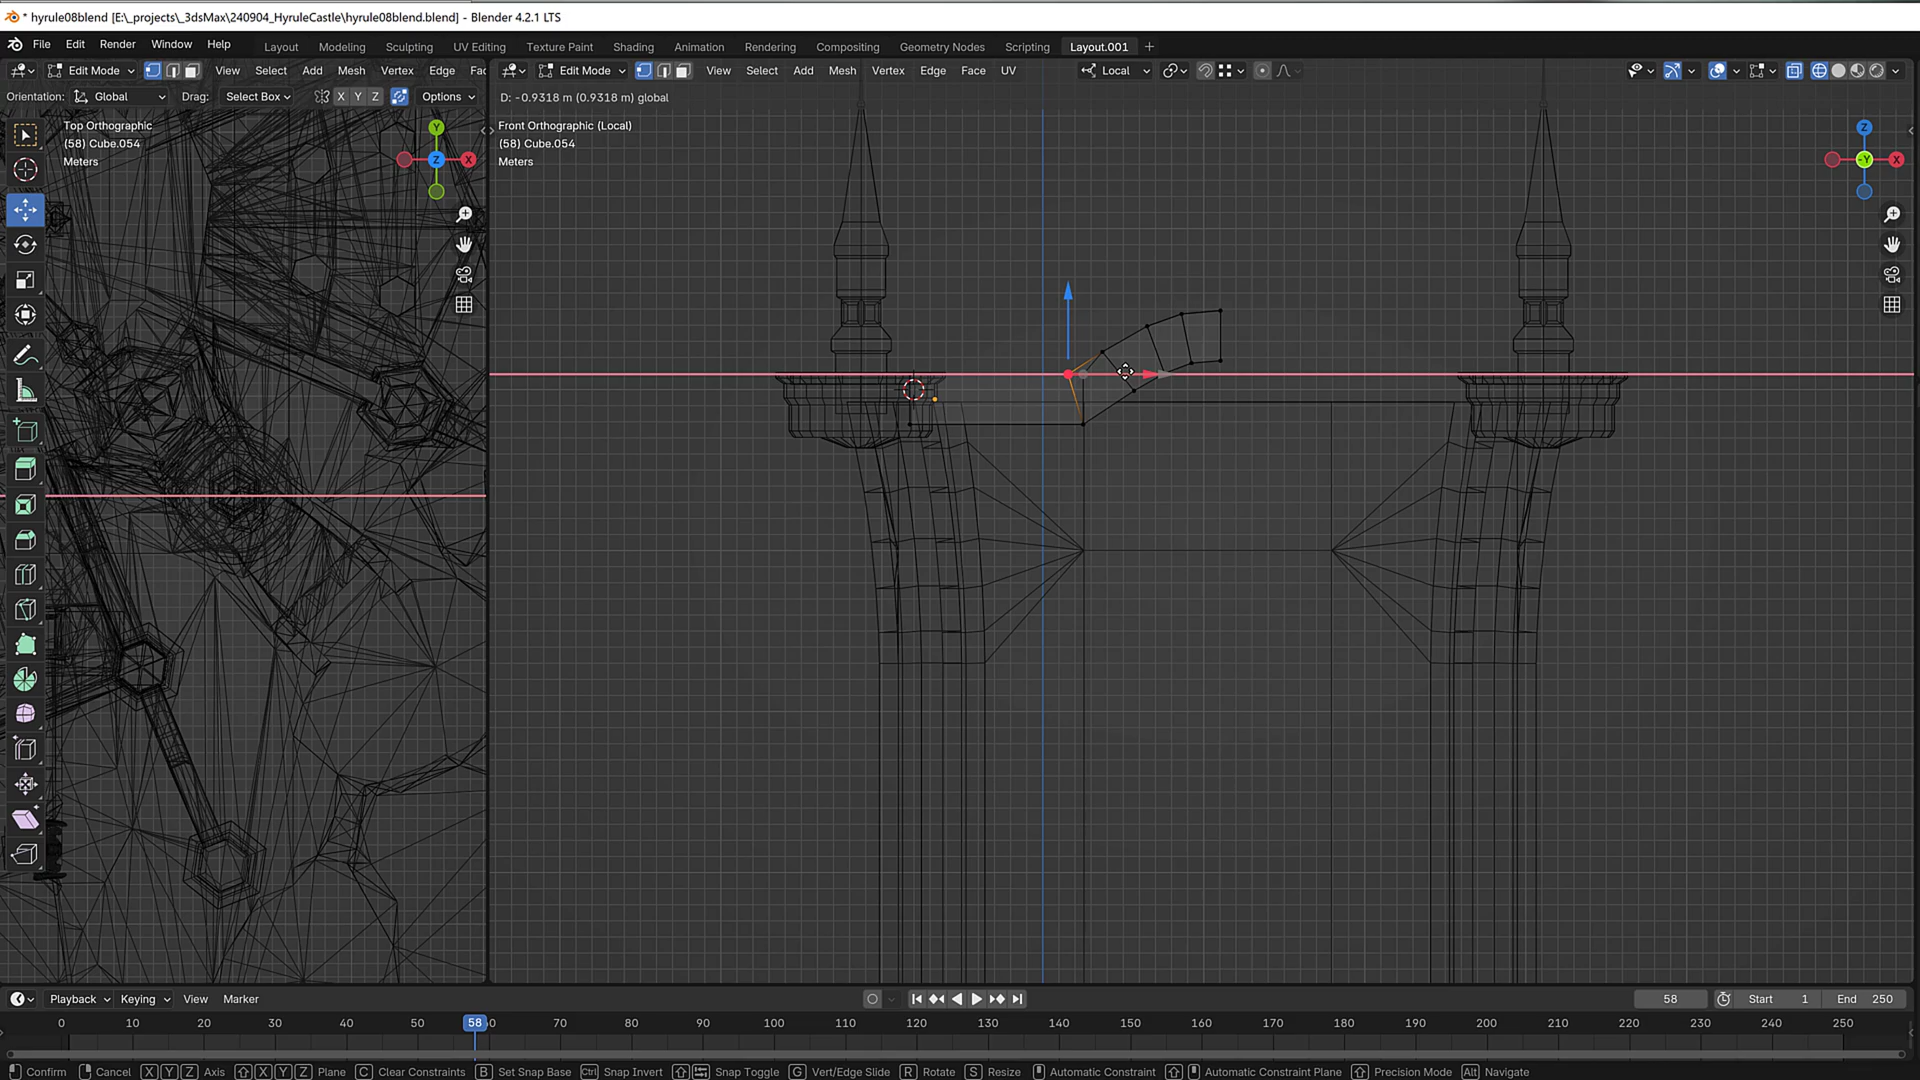 * hyrule08blend [E:\_projects\_3dsMax\240904_HyruleCastle\hyrule08blend.blend] - Blender 4.2.1 LTS
File Edit Render Window Help Layout Modeling Sculpting UV Editing Texture Paint Shading Animation Rendering Compositing Geometry Nodes Scripting Layout.001 +
Edit Mode View Select Add Mesh Vertex Edge Fac Edit Mode View Select Add Mesh Vertex Edge Face UV Local
Orientation: Global Drag: Select Box X Y Z Options D: -0.9318 m (0.9318 m) global
Top Orthographic
(58) Cube.054
Meters
Y
Z
X
Front Orthographic (Local)
(58) Cube.054
Meters
Z
-Y
X
Playback Keying View Marker 58 Start 1 End 250
0 10 20 30 40 58 60 70 80 90 100 110 120 130 140 150 160 170 180 190 200 210 220 230 240 250
Confirm Cancel X Y Z Axis X Y Z Plane C Clear Constraints B Set Snap Base Ctrl Snap Invert Snap Toggle G Vert/Edge Slide R Rotate S Resize Automatic Constraint Automatic Constraint Plane Precision Mode Alt Navigate